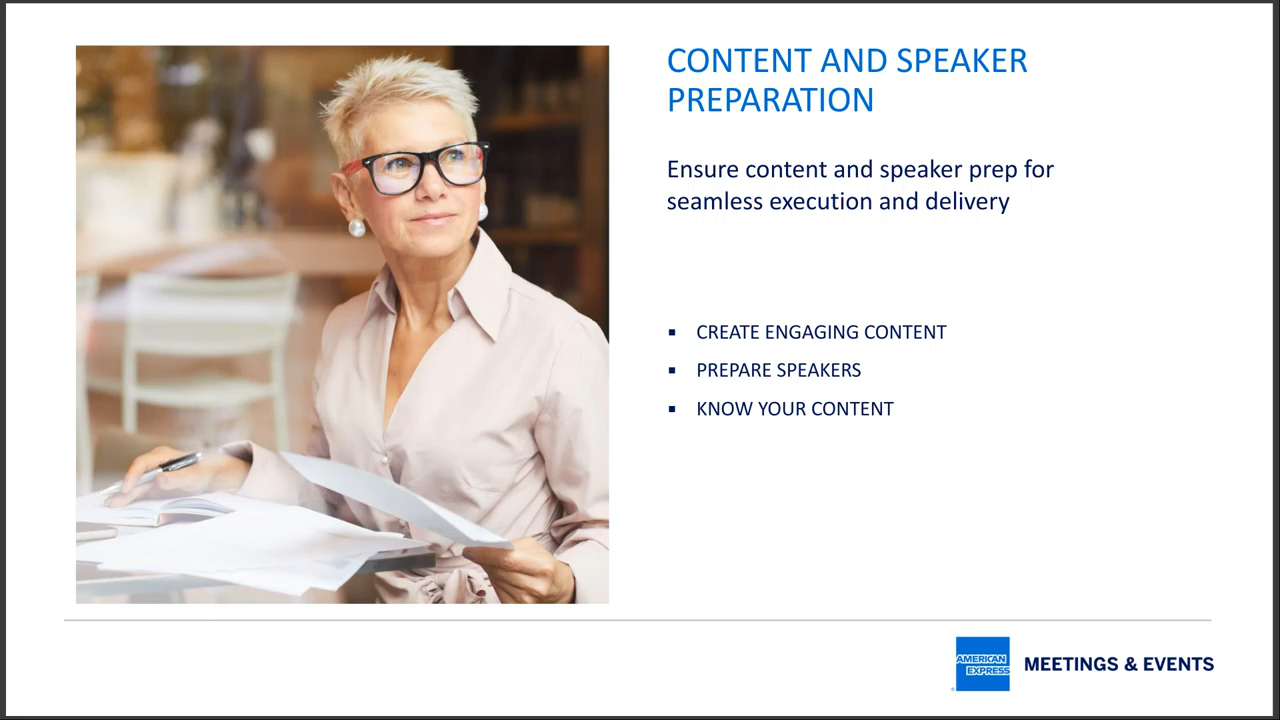 CONTENT AND SPEAKER
PREPARATION
Ensure content and speaker prep for
seamless execution and delivery
▪ CREATE ENGAGING CONTENT
▪ PREPARE SPEAKERS
▪ KNOW YOUR CONTENT
AMERICAN
EXPRESS
MEETINGS & EVENTS